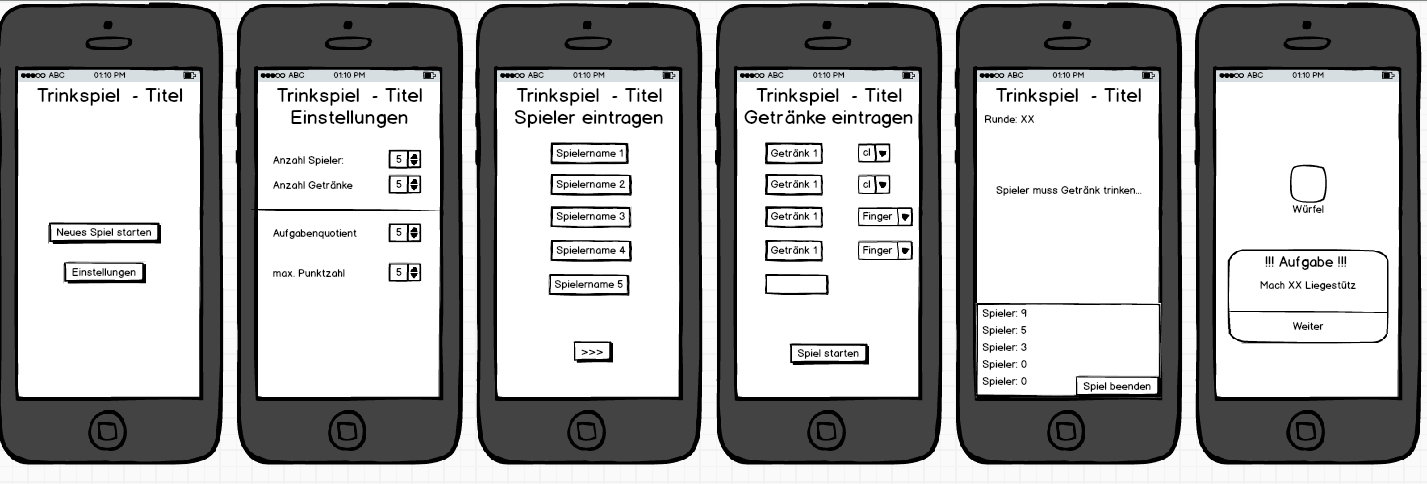 ●●●○○ ABC 01:10 PM
Trinkspiel - Titel
Neues Spiel starten
Einstellungen
●●●○○ ABC 01:10 PM
Trinkspiel - Titel
Einstellungen
Anzahl Spieler: 5
Anzahl Getränke 5
Aufgabenquotient 5
max. Punktzahl 5
●●●○○ ABC 01:10 PM
Trinkspiel - Titel
Spieler eintragen
Spielername 1
Spielername 2
Spielername 3
Spielername 4
Spielername 5
>>>
●●●○○ ABC 01:10 PM
Trinkspiel - Titel
Getränke eintragen
Getränk 1 cl
Getränk 1 cl
Getränk 1 Finger
Getränk 1 Finger
Spiel starten
●●●○○ ABC 01:10 PM
Trinkspiel - Titel
Runde: XX
Spieler muss Getränk trinken...
Spieler: 9
Spieler: 5
Spieler: 3
Spieler: 0
Spieler: 0
Spiel beenden
●●●○○ ABC 01:10 PM
Würfel
!!! Aufgabe !!!
Mach XX Liegestütz
Weiter